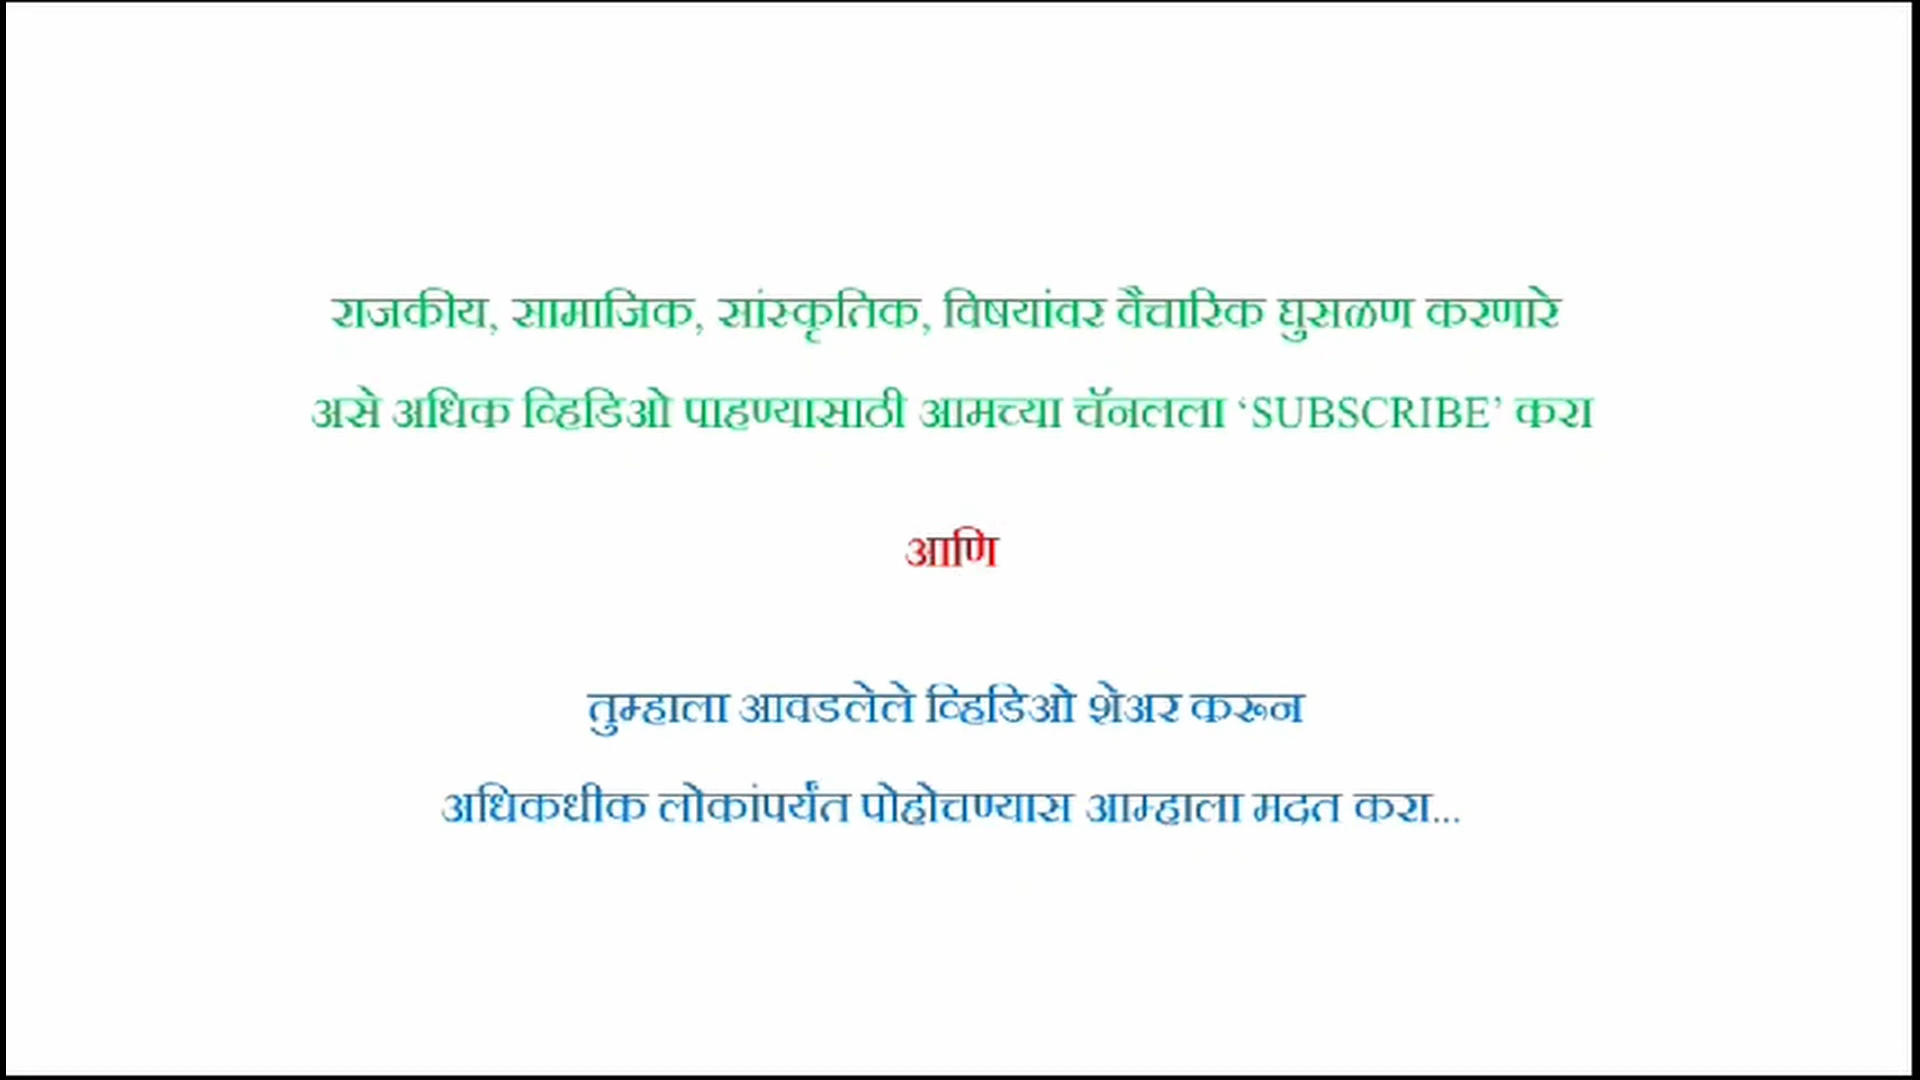 राजकीय, सामाजिक, सांस्कृतिक, विषयांवर वैचारिक घुसळण करणारे
असे अधिक व्हिडिओ पाहण्यासाठी आमच्या चॅनलला ‘SUBSCRIBE’ करा
आणि
तुम्हाला आवडलेले व्हिडिओ शेअर करून
अधिकधीक लोकांपर्यंत पोहोचण्यास आम्हाला मदत करा...